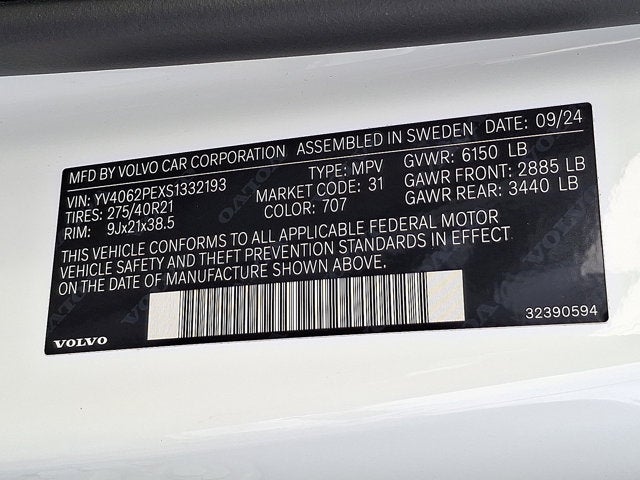 MFD BY VOLVO CAR CORPORATION ASSEMBLED IN SWEDEN DATE: 09/24
VIN: YV4062PEXS1332193 TYPE: MPV GVWR: 6150 LB
TIRES: 275/40R21 MARKET CODE: 31 GAWR FRONT: 2885 LB
RIM: 9Jx21x38.5 COLOR: 707 GAWR REAR: 3440 LB
THIS VEHICLE CONFORMS TO ALL APPLICABLE FEDERAL MOTOR
VEHICLE SAFETY AND THEFT PREVENTION STANDARDS IN EFFECT
ON THE DATE OF MANUFACTURE SHOWN ABOVE.
VOLVO 32390594